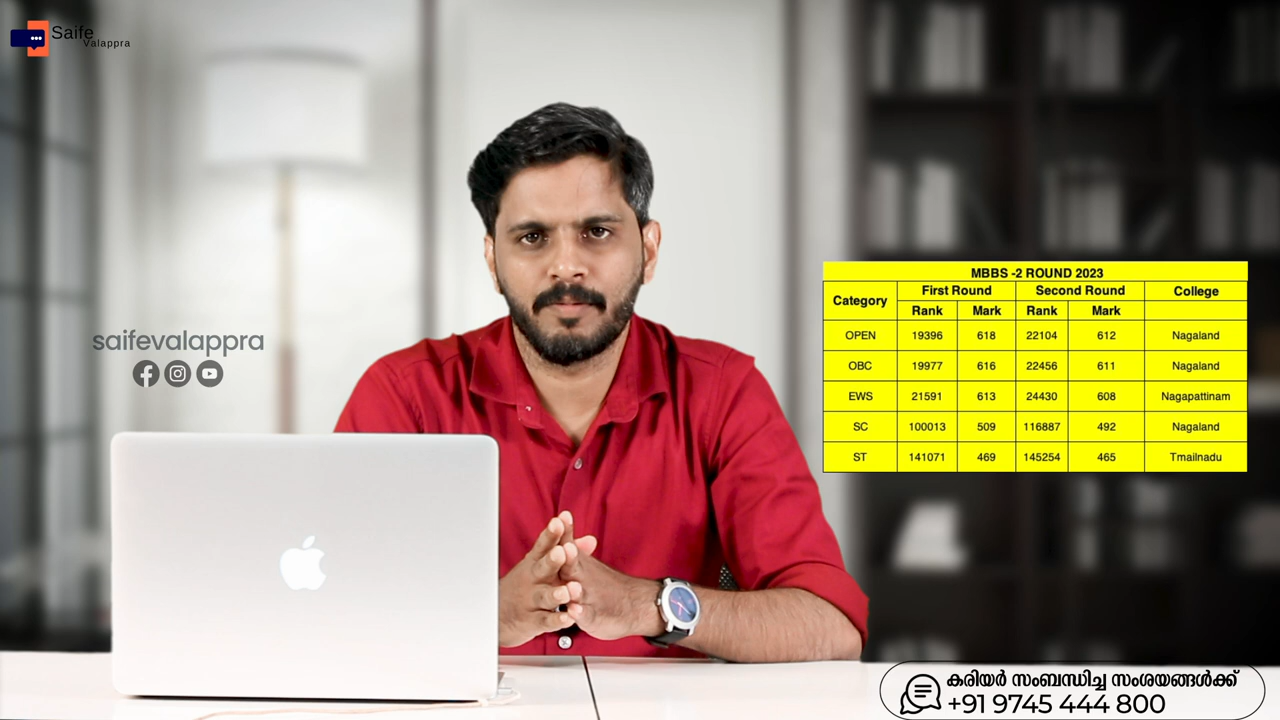 Saife
Valappra
saifevalappra
MBBS -2 ROUND 2023
Category First Round Second Round College
Rank Mark Rank Mark
OPEN 19396 618 22104 612 Nagaland
OBC 19977 616 22456 611 Nagaland
EWS 21591 613 24430 608 Nagapattinam
SC 100013 509 116887 492 Nagaland
ST 141071 469 145254 465 Tmailnadu
കരിയർ സംബന്ധിച്ച സംശയങ്ങൾക്ക്
+91 9745 444 800